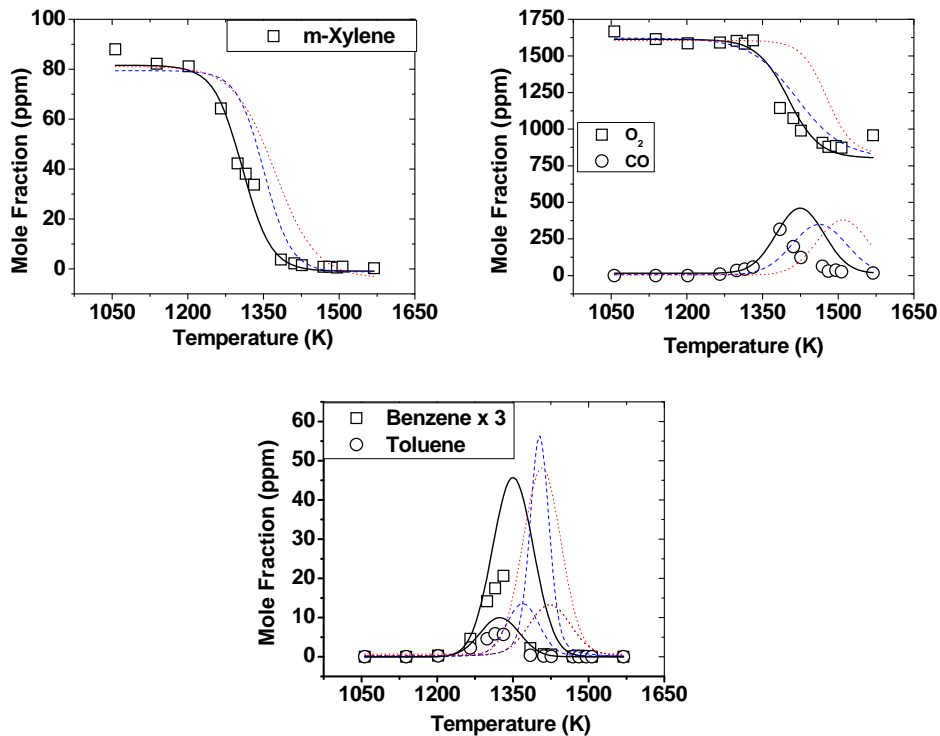 100
80
60
40
20
0
Mole Fraction (ppm)
m-Xylene
1050 1200 1350 1500 1650
Temperature (K)
1750
1500
1250
1000
750
500
250
0
Mole Fraction (ppm)
O2
CO
1050 1200 1350 1500 1650
Temperature (K)
60
50
40
30
20
10
0
Mole Fraction (ppm)
Benzene x 3
Toluene
1050 1200 1350 1500 1650
Temperature (K)